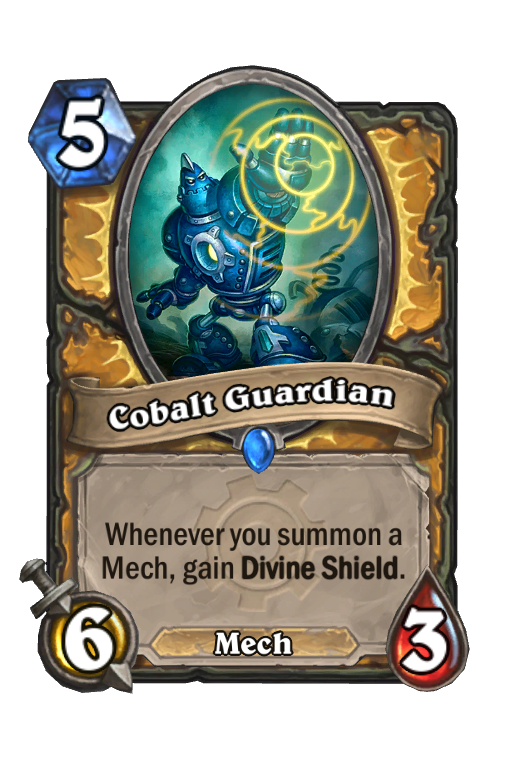 5
Cobalt Guardian
Whenever you summon a
Mech, gain Divine Shield.
6
Mech
3